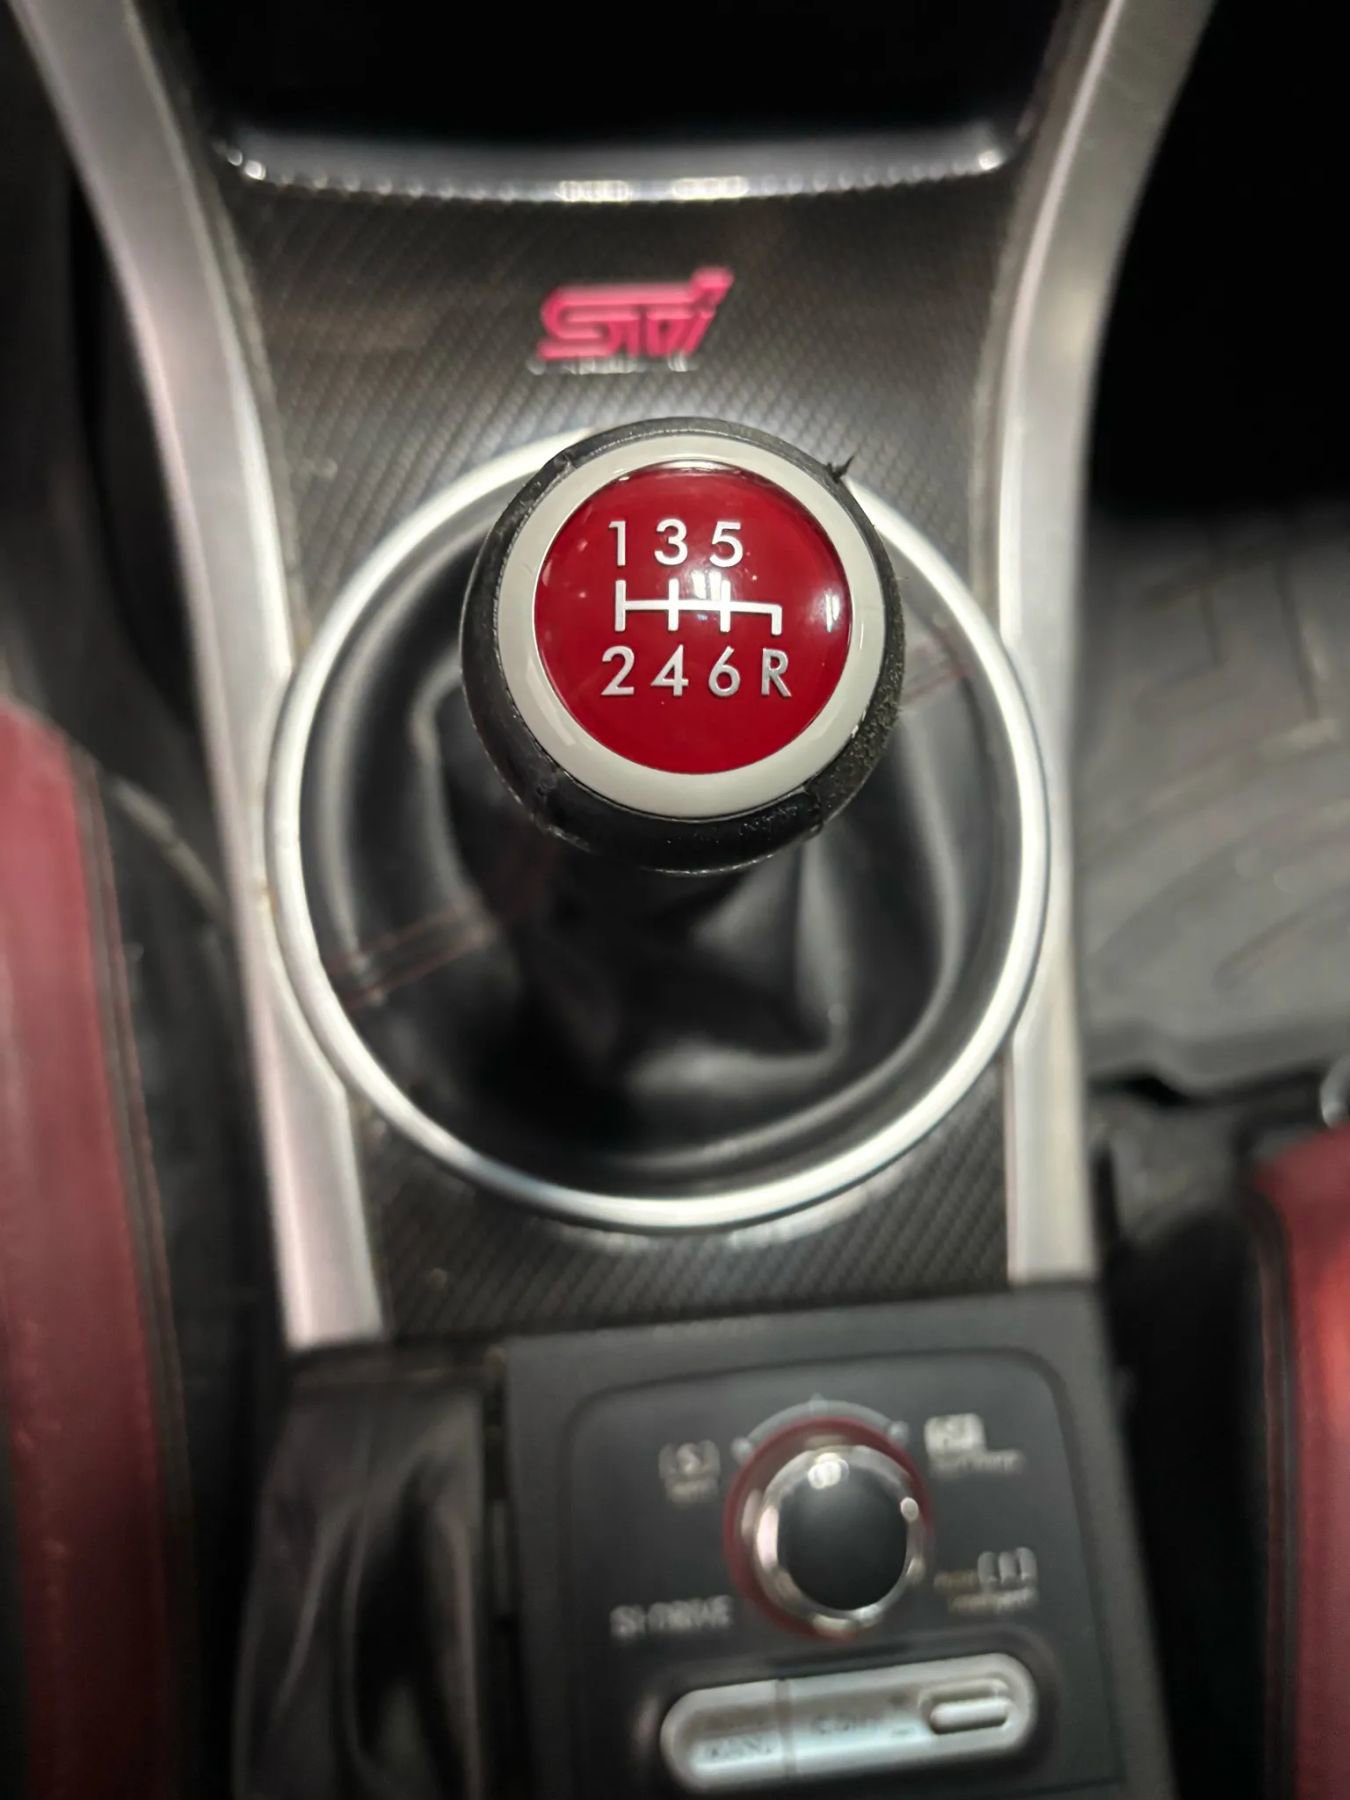 STi
1 3 5
2 4 6 R
[S]
S#
[I]
SI-DRIVE